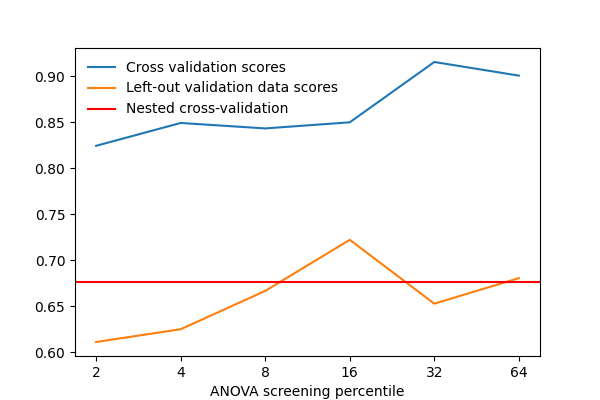 Cross validation scores
Left-out validation data scores
Nested cross-validation
0.90
0.85
0.80
0.75
0.70
0.65
0.60
2 4 8 16 32 64
ANOVA screening percentile